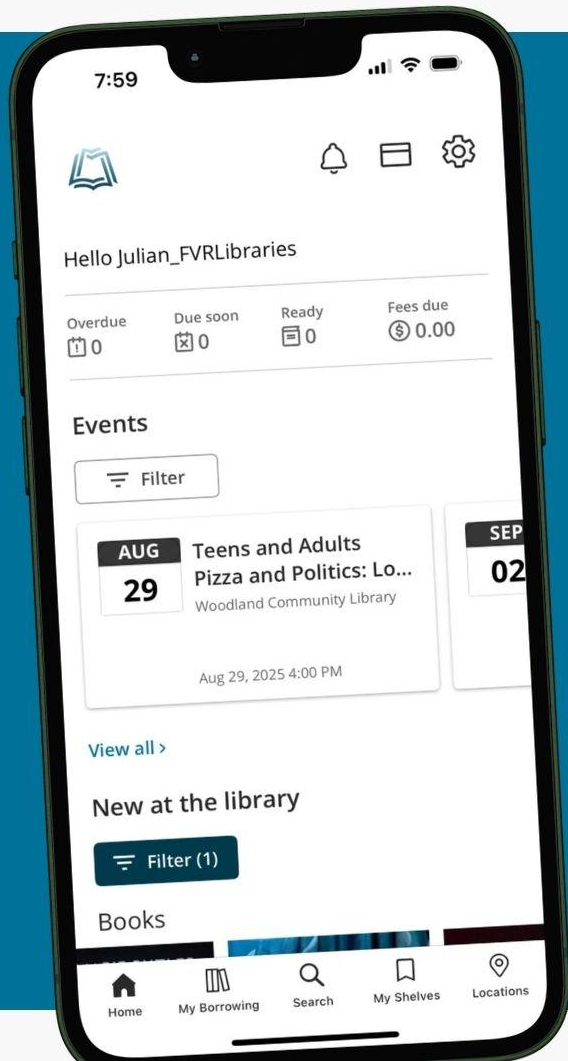 7:59
Hello Julian_FVRLibraries
Overdue
0
Due soon
0
Ready
0
Fees due
0.00
Events
Filter
AUG
29
Teens and Adults
Pizza and Politics: Lo...
Woodland Community Library
Aug 29, 2025 4:00 PM
SEP
02
View all ›
New at the library
Filter (1)
Books
Home
My Borrowing
Search
My Shelves
Locations